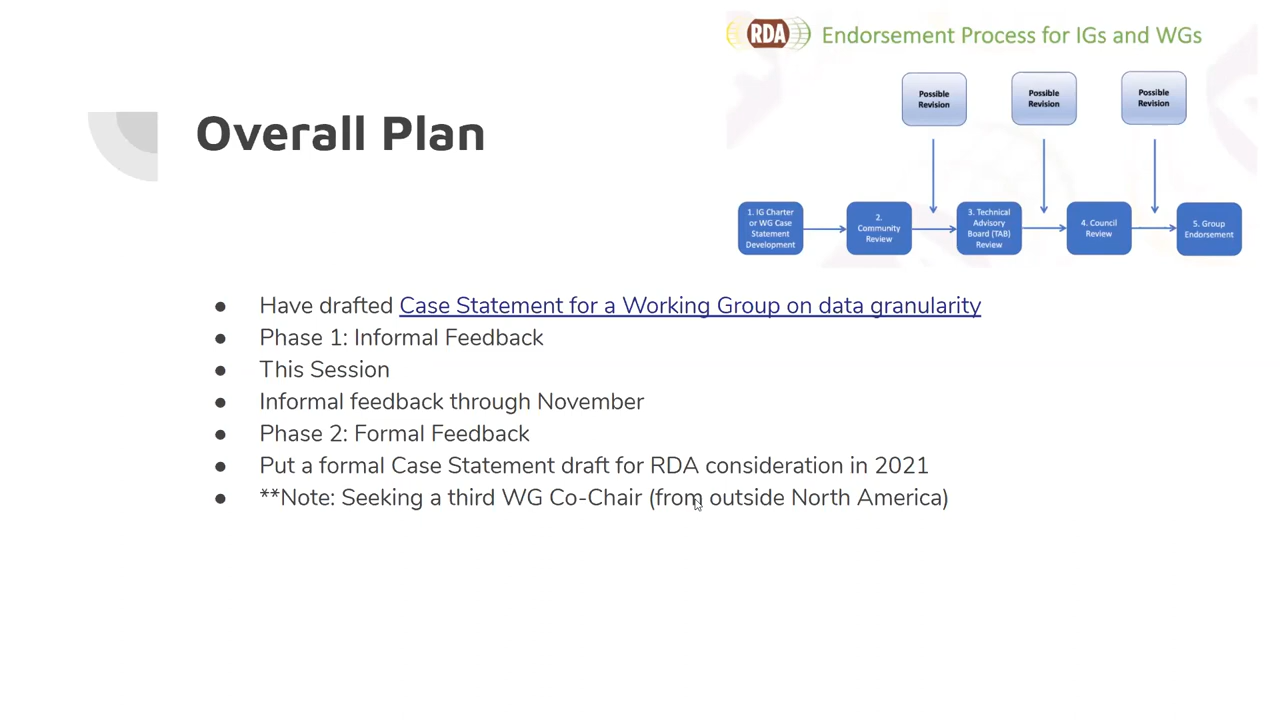 RDA Endorsement Process for IGs and WGs
Possible
Revision
Possible
Revision
Possible
Revision
Overall Plan
1. IG Charter
or WG Case
Statement
Development
2.
Community
Review
3. Technical
Advisory
Board (TAB)
Review
4. Council
Review
5. Group
Endorsement
● Have drafted Case Statement for a Working Group on data granularity
● Phase 1: Informal Feedback
● This Session
● Informal feedback through November
● Phase 2: Formal Feedback
● Put a formal Case Statement draft for RDA consideration in 2021
● **Note: Seeking a third WG Co-Chair (from outside North America)